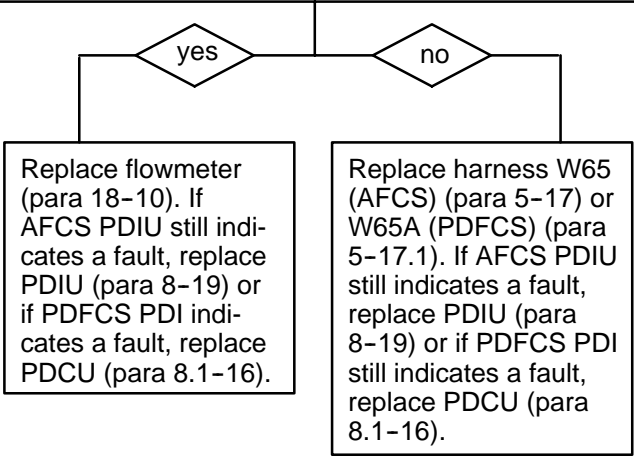 yes
no
Replace flowmeter
(para 18-10). If
AFCS PDIU still indi-
cates a fault, replace
PDIU (para 8-19) or
if PDFCS PDI indi-
cates a fault, replace
PDCU (para 8.1-16).
Replace harness W65
(AFCS) (para 5-17) or
W65A (PDFCS) (para
5-17.1). If AFCS PDIU
still indicates a fault,
replace PDIU (para
8-19) or if PDFCS PDI
still indicates a fault,
replace PDCU (para
8.1-16).